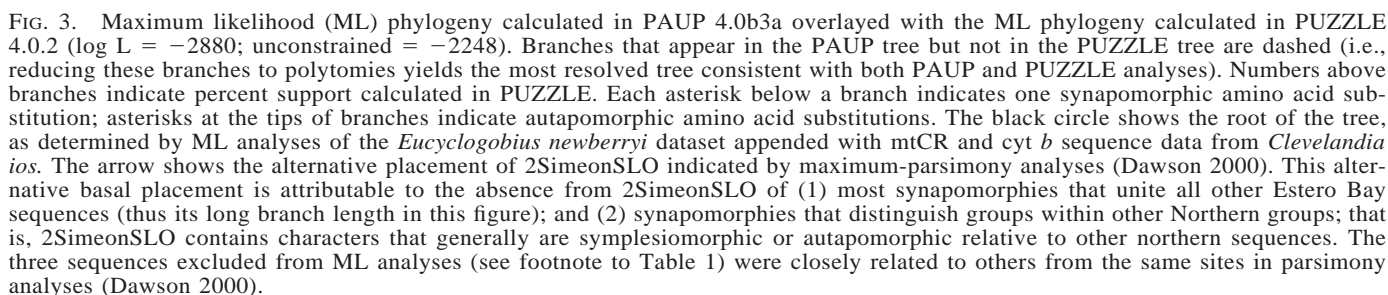 FIG. 3. Maximum likelihood (ML) phylogeny calculated in PAUP 4.0b3a overlayed with the ML phylogeny calculated in PUZZLE
4.0.2 (log L = −2880; unconstrained = −2248). Branches that appear in the PAUP tree but not in the PUZZLE tree are dashed (i.e.,
reducing these branches to polytomies yields the most resolved tree consistent with both PAUP and PUZZLE analyses). Numbers above
branches indicate percent support calculated in PUZZLE. Each asterisk below a branch indicates one synapomorphic amino acid sub-
stitution; asterisks at the tips of branches indicate autapomorphic amino acid substitutions. The black circle shows the root of the tree,
as determined by ML analyses of the Eucyclogobius newberryi dataset appended with mtCR and cyt b sequence data from Clevelandia
ios. The arrow shows the alternative placement of 2SimeonSLO indicated by maximum-parsimony analyses (Dawson 2000). This alter-
native basal placement is attributable to the absence from 2SimeonSLO of (1) most synapomorphies that unite all other Estero Bay
sequences (thus its long branch length in this figure); and (2) synapomorphies that distinguish groups within other Northern groups; that
is, 2SimeonSLO contains characters that generally are symplesiomorphic or autapomorphic relative to other northern sequences. The
three sequences excluded from ML analyses (see footnote to Table 1) were closely related to others from the same sites in parsimony
analyses (Dawson 2000).